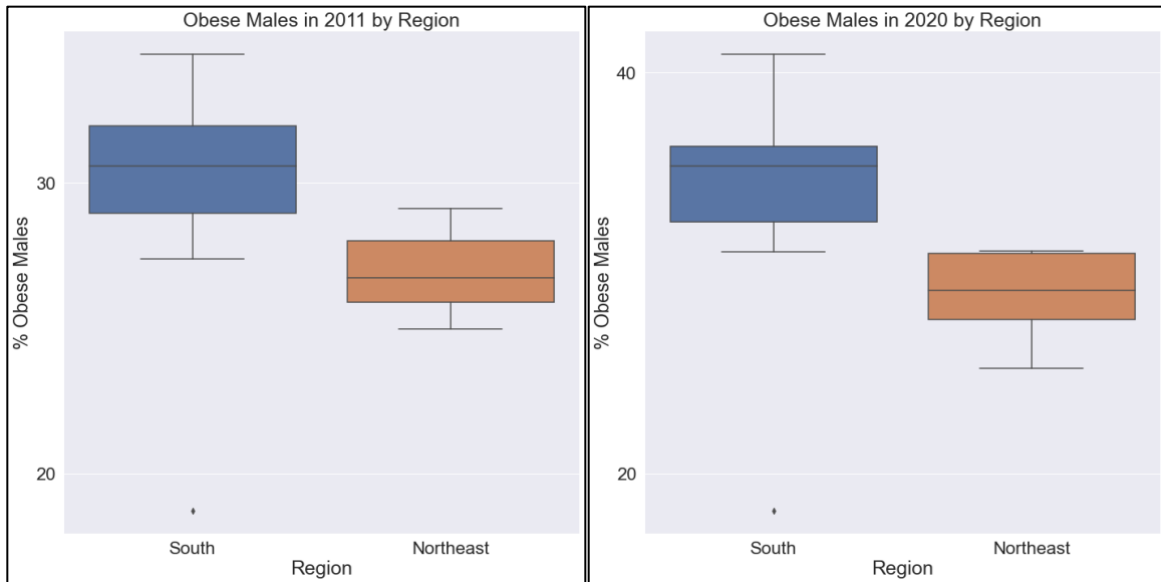 Obese Males in 2011 by Region
30
20
% Obese Males
South
Northeast
Region
Obese Males in 2020 by Region
40
20
% Obese Males
South
Northeast
Region